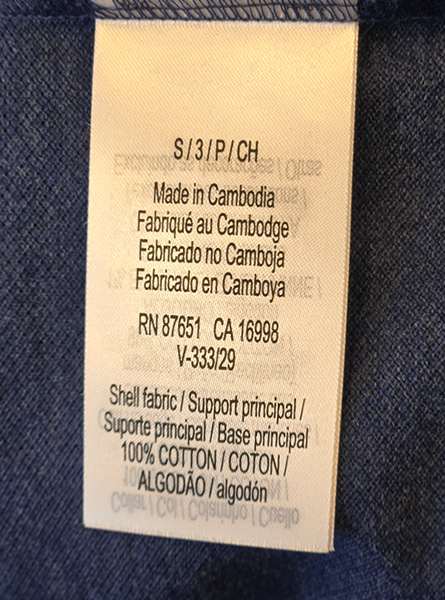 S / 3 / P / CH
Made in Cambodia
Fabriqué au Cambodge
Fabricado no Camboja
Fabricado en Camboya
RN 87651 CA 16998
V-333/29
Shell fabric / Support principal /
Suporte principal / Base principal
100% COTTON / COTON /
ALGODÃO / algodón